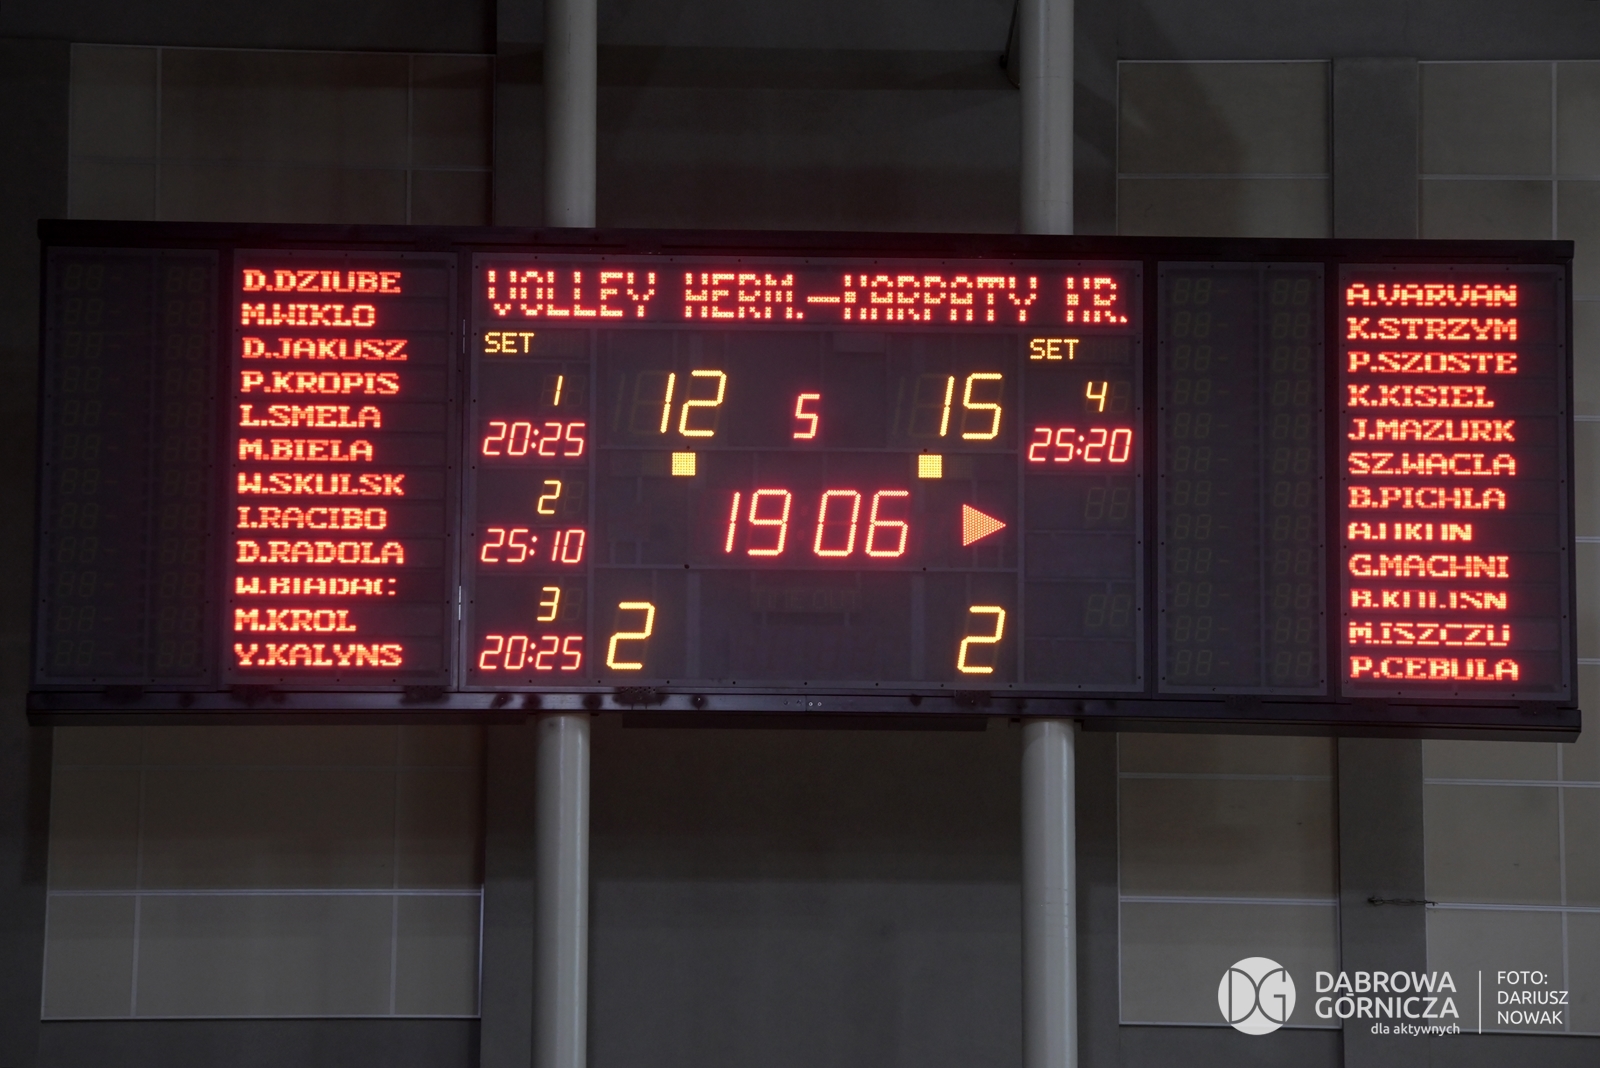 VOLLEY HERM.-KARPATY KR.
D.DZIUBE
M.WIKLO
D.JAKUSZ
P.KROPIS
L.SMELA
M.BIELA
W.SKULSK
I.RACIBO
D.RADOLA
M.KROL
Y.KALYNS
SET
1
20:25
2
25:10
3
20:25
12
5
15
19 06
2
2
SET
4
25:20
A.VARVAN
K.STRZYM
P.SZOSTE
K.KISIEL
J.MAZURK
SZ.WACLA
B.PICHLA
G.MACHNI
P.CEBULA
DG
DABROWA
GÓRNICZA
dla aktywnych
FOTO:
DARIUSZ
NOWAK